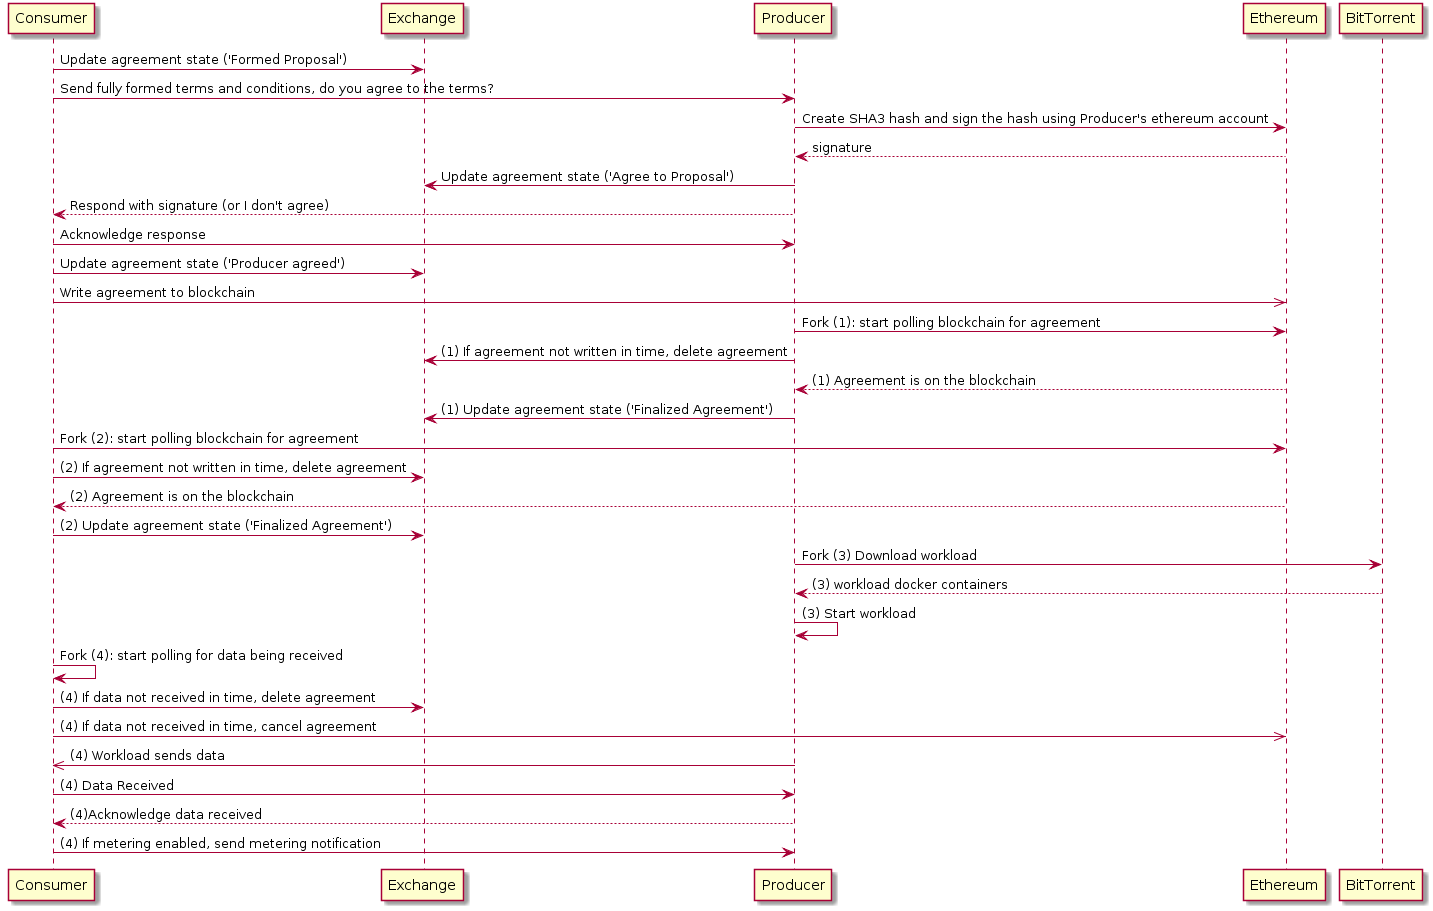 Consumer Exchange Producer Ethereum BitTorrent
Update agreement state ('Formed Proposal')
Send fully formed terms and conditions, do you agree to the terms?
Create SHA3 hash and sign the hash using Producer's ethereum account
signature
Update agreement state ('Agree to Proposal')
Respond with signature (or I don't agree)
Acknowledge response
Update agreement state ('Producer agreed')
Write agreement to blockchain
Fork (1): start polling blockchain for agreement
(1) If agreement not written in time, delete agreement
(1) Agreement is on the blockchain
(1) Update agreement state ('Finalized Agreement')
Fork (2): start polling blockchain for agreement
(2) If agreement not written in time, delete agreement
(2) Agreement is on the blockchain
(2) Update agreement state ('Finalized Agreement')
Fork (3) Download workload
(3) workload docker containers
(3) Start workload
Fork (4): start polling for data being received
(4) If data not received in time, delete agreement
(4) If data not received in time, cancel agreement
(4) Workload sends data
(4) Data Received
(4)Acknowledge data received
(4) If metering enabled, send metering notification
Consumer Exchange Producer Ethereum BitTorrent